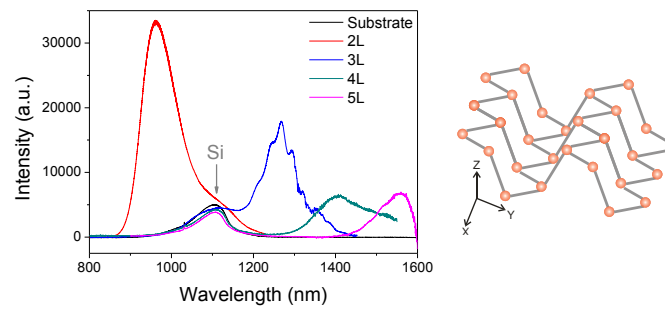 Intensity (a.u.)
30000
20000
10000
0
Si
Substrate
2L
3L
4L
5L
800 1000 1200 1400 1600
Wavelength (nm)
Z
Y
X